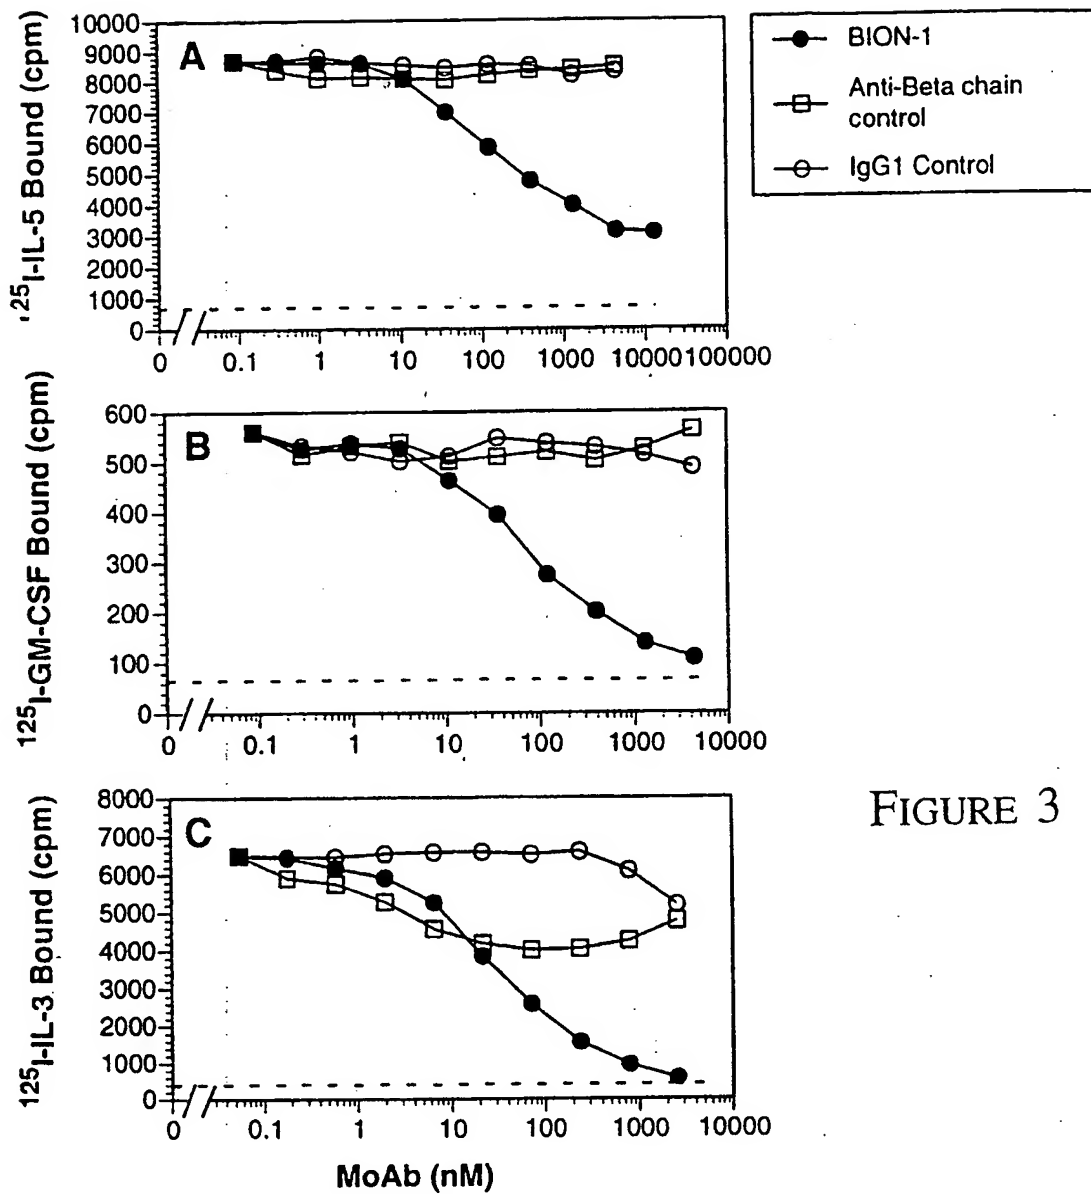 A
¹²⁵I-IL-5 Bound (cpm)
10000
9000
8000
7000
6000
5000
4000
3000
2000
1000
0
0 0.1 1 10 100 1000 10000 100000
BION-1
Anti-Beta chain
control
IgG1 Control
B
¹²⁵I-GM-CSF Bound (cpm)
600
500
400
300
200
100
0
0 0.1 1 10 100 1000 10000
C
¹²⁵I-IL-3 Bound (cpm)
8000
7000
6000
5000
4000
3000
2000
1000
0
0 0.1 1 10 100 1000 10000
MoAb (nM)
FIGURE 3